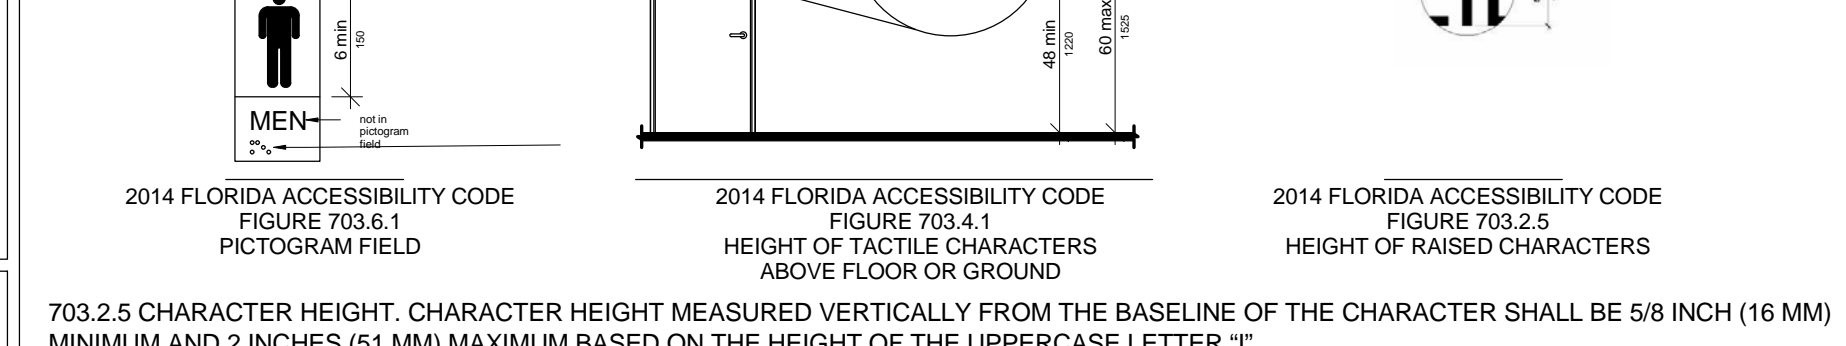 6 min
150
MEN
not in
pictogram
field
48 min
1220
60 max
1525
2014 FLORIDA ACCESSIBILITY CODE
FIGURE 703.6.1
PICTOGRAM FIELD
2014 FLORIDA ACCESSIBILITY CODE
FIGURE 703.4.1
HEIGHT OF TACTILE CHARACTERS
ABOVE FLOOR OR GROUND
2014 FLORIDA ACCESSIBILITY CODE
FIGURE 703.2.5
HEIGHT OF RAISED CHARACTERS
703.2.5 CHARACTER HEIGHT. CHARACTER HEIGHT MEASURED VERTICALLY FROM THE BASELINE OF THE CHARACTER SHALL BE 5/8 INCH (16 MM)
MINIMUM AND 2 INCHES (51 MM) MAXIMUM BASED ON THE HEIGHT OF THE UPPERCASE LETTER “I”